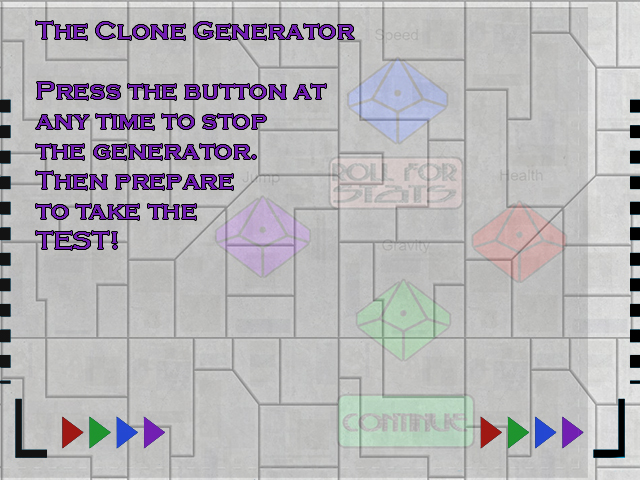 The Clone Generator
Speed
Press the button at
any time to stop
the generator.
Then prepare
to take the
TEST!
ROLL FOR
STATS
Jump
Health
Gravity
CONTINUE